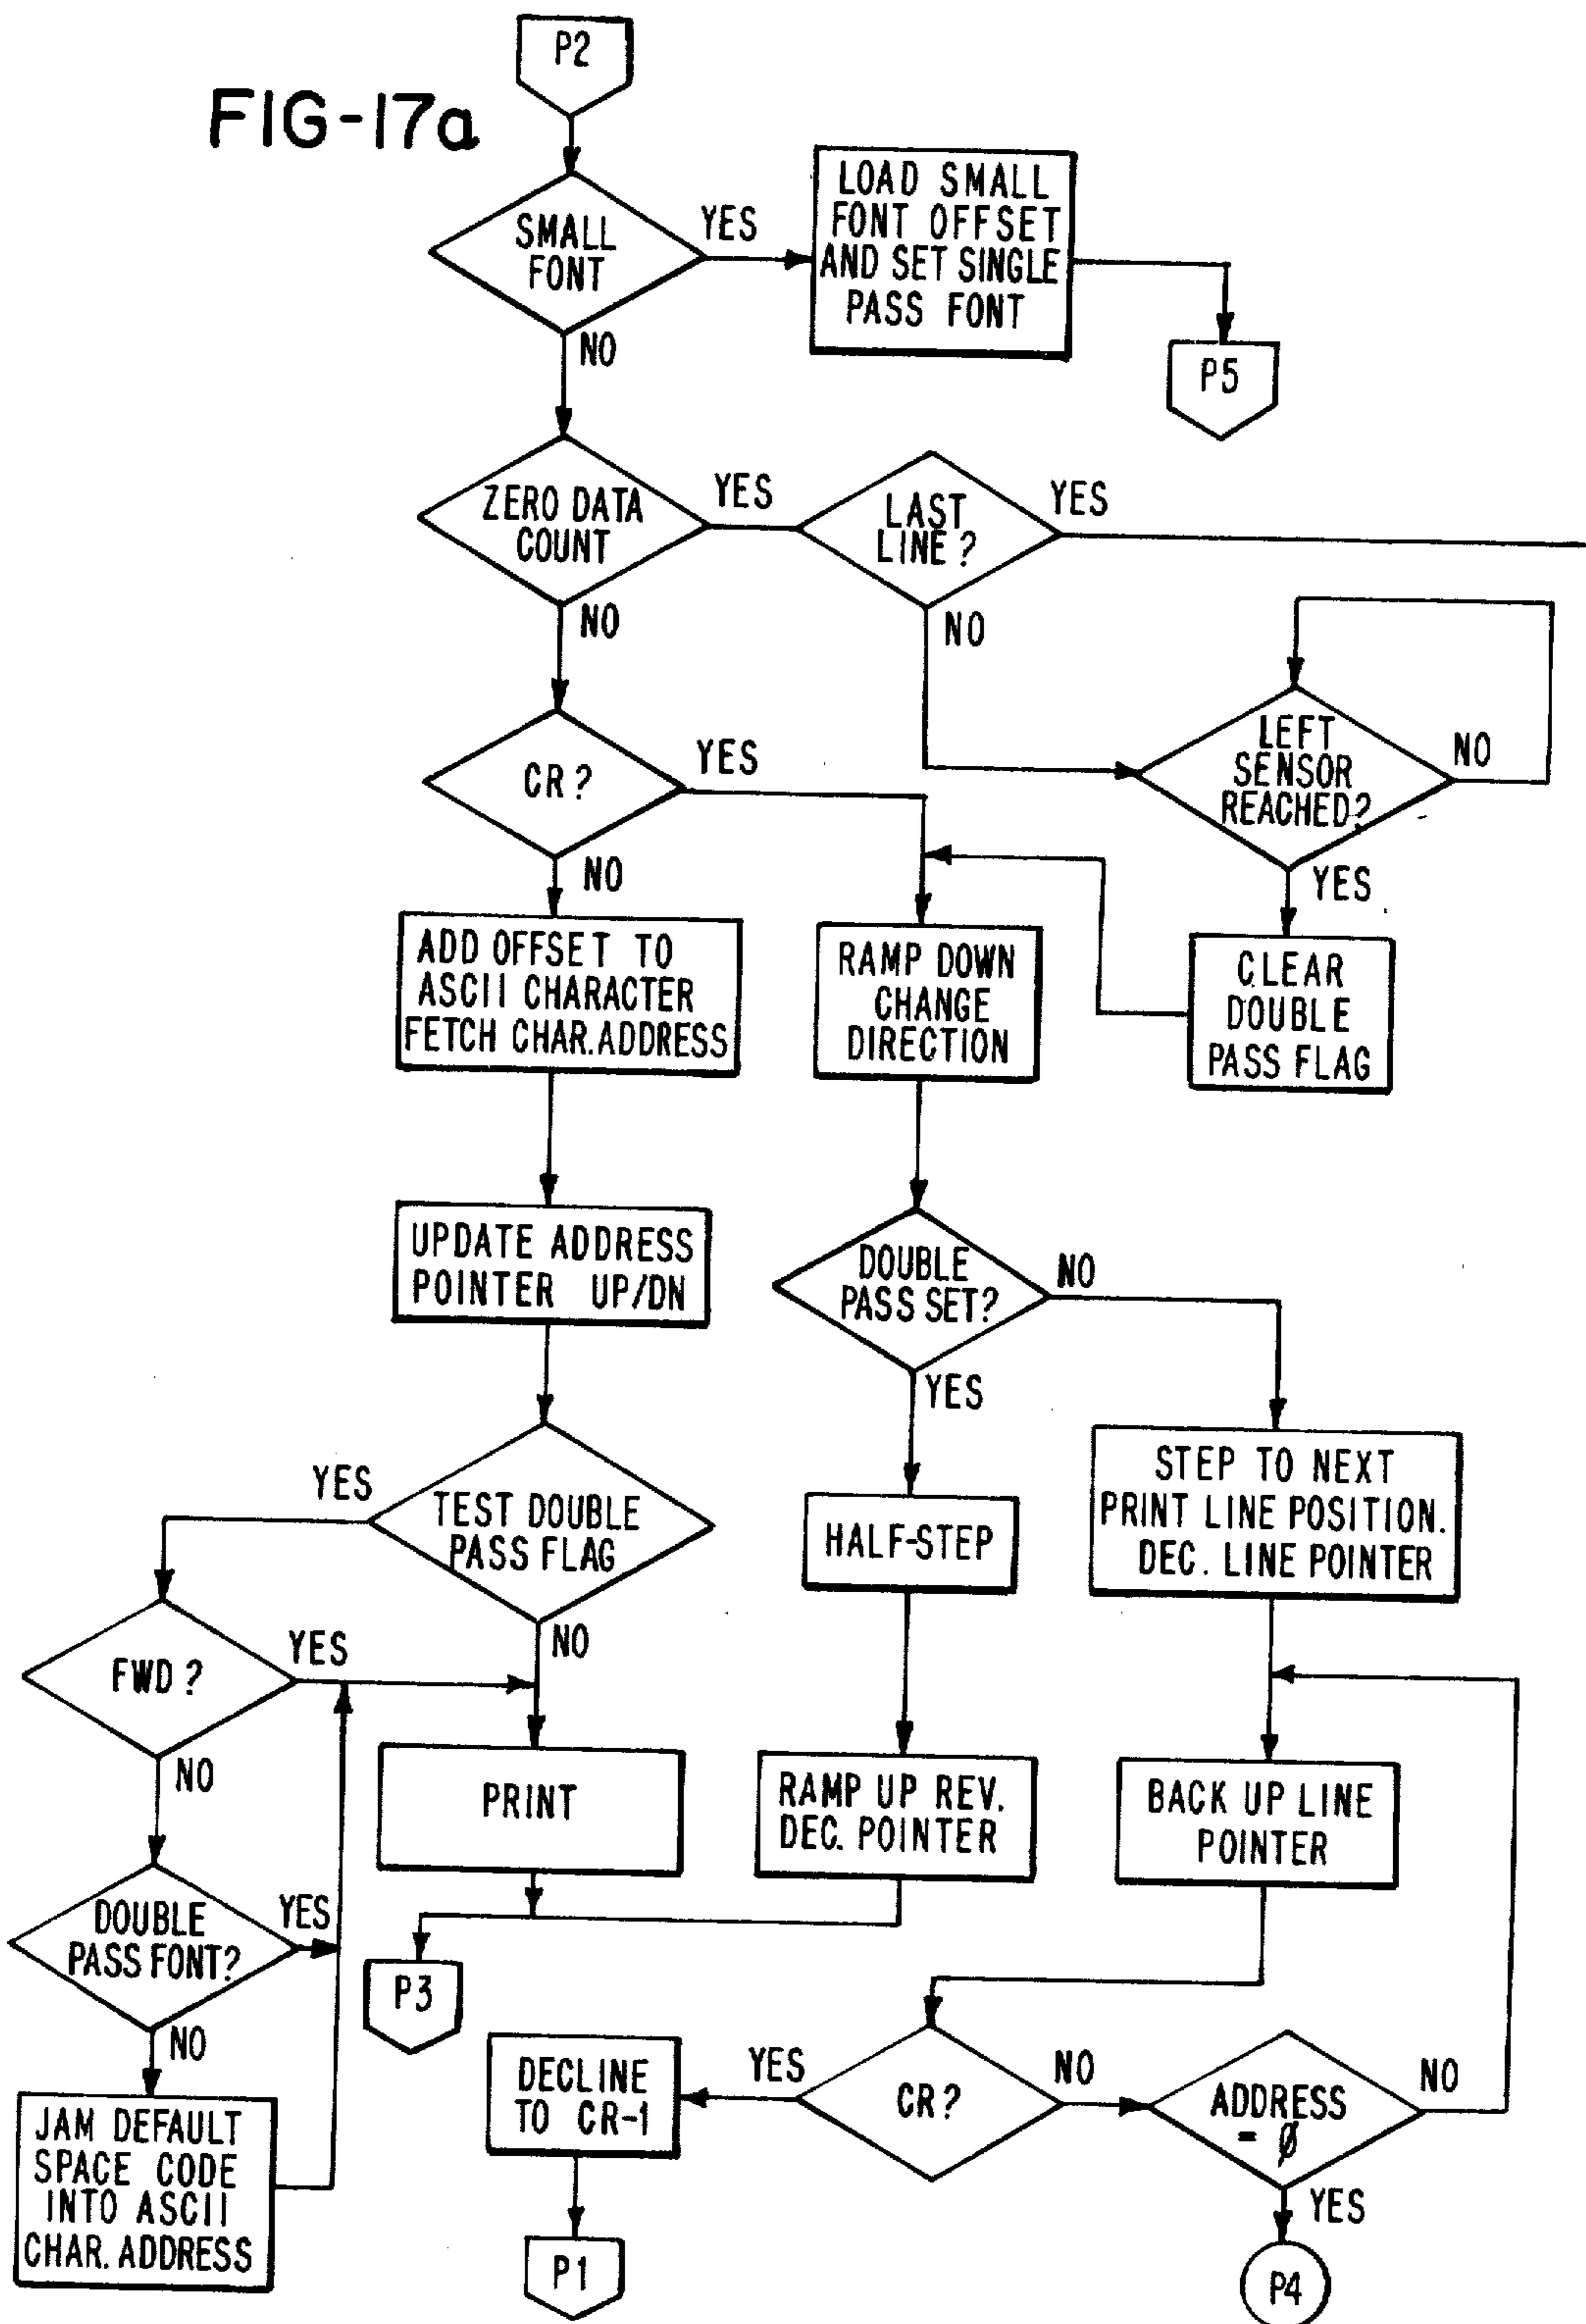 P2
FIG-17a
SMALL
FONT
YES
NO
LOAD SMALL
FONT OFFSET
AND SET SINGLE
PASS FONT
P5
ZERO DATA
COUNT
YES
NO
LAST
LINE?
YES
NO
LEFT
SENSOR
REACHED?
NO
YES
CR?
YES
NO
CLEAR
DOUBLE
PASS FLAG
ADD OFFSET TO
ASCII CHARACTER
FETCH CHAR. ADDRESS
RAMP DOWN
CHANGE
DIRECTION
UPDATE ADDRESS
POINTER UP/DN
DOUBLE
PASS SET?
NO
YES
TEST DOUBLE
PASS FLAG
YES
NO
HALF-STEP
STEP TO NEXT
PRINT LINE POSITION.
DEC. LINE POINTER
FWD?
YES
NO
PRINT
RAMP UP REV.
DEC. POINTER
BACK UP LINE
POINTER
DOUBLE
PASS FONT?
YES
NO
P3
JAM DEFAULT
SPACE CODE
INTO ASCII
CHAR. ADDRESS
DECLINE
TO CR-1
YES
CR?
NO
ADDRESS
= Ø
NO
YES
P1
P4